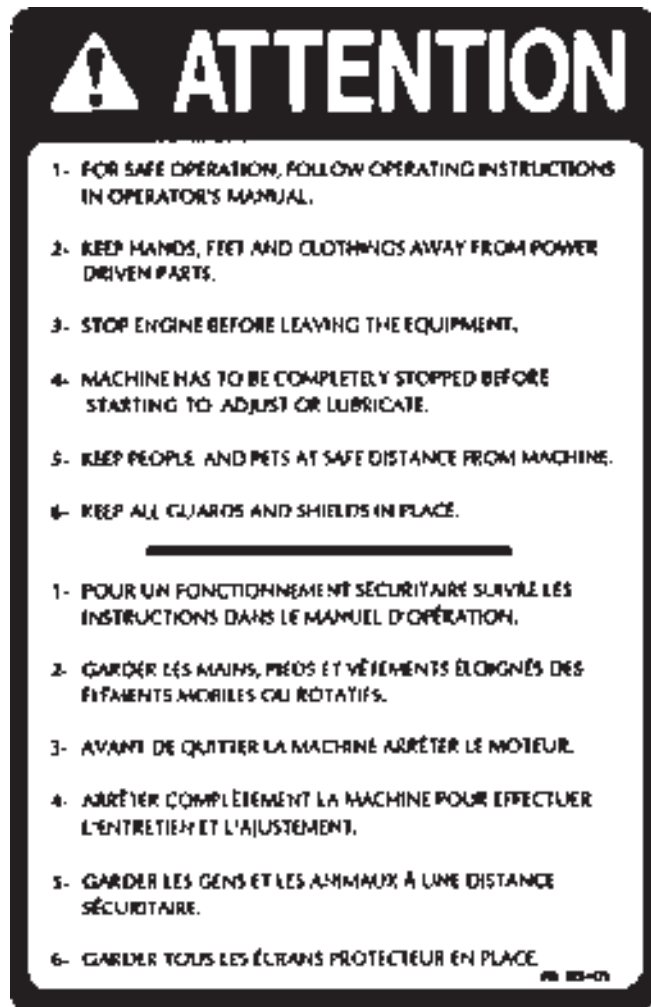 ATTENTION
1- FOR SAFE OPERATION, FOLLOW OPERATING INSTRUCTIONS
IN OPERATOR'S MANUAL.
2- KEEP HANDS, FEET AND CLOTHINGS AWAY FROM POWER
DRIVEN PARTS.
3- STOP ENGINE BEFORE LEAVING THE EQUIPMENT.
4- MACHINE HAS TO BE COMPLETELY STOPPED BEFORE
STARTING TO ADJUST OR LUBRICATE.
5- KEEP PEOPLE AND PETS AT SAFE DISTANCE FROM MACHINE.
6- KEEP ALL GUARDS AND SHIELDS IN PLACE.
1- POUR UN FONCTIONNEMENT SÉCURITAIRE SUIVRE LES
INSTRUCTIONS DANS LE MANUEL D'OPÉRATION.
2- GARDER LES MAINS, PIEDS ET VÊTEMENTS ÉLOIGNÉS DES
ÉLÉMENTS MOBILES OU ROTATIFS.
3- AVANT DE QUITTER LA MACHINE ARRÊTER LE MOTEUR.
4- ARRÊTER COMPLÈTEMENT LA MACHINE POUR EFFECTUER
L'ENTRETIEN ET L'AJUSTEMENT.
5- GARDER LES GENS ET LES ANIMAUX À UNE DISTANCE
SÉCURITAIRE.
6- GARDER TOUS LES ÉCRANS PROTECTEUR EN PLACE